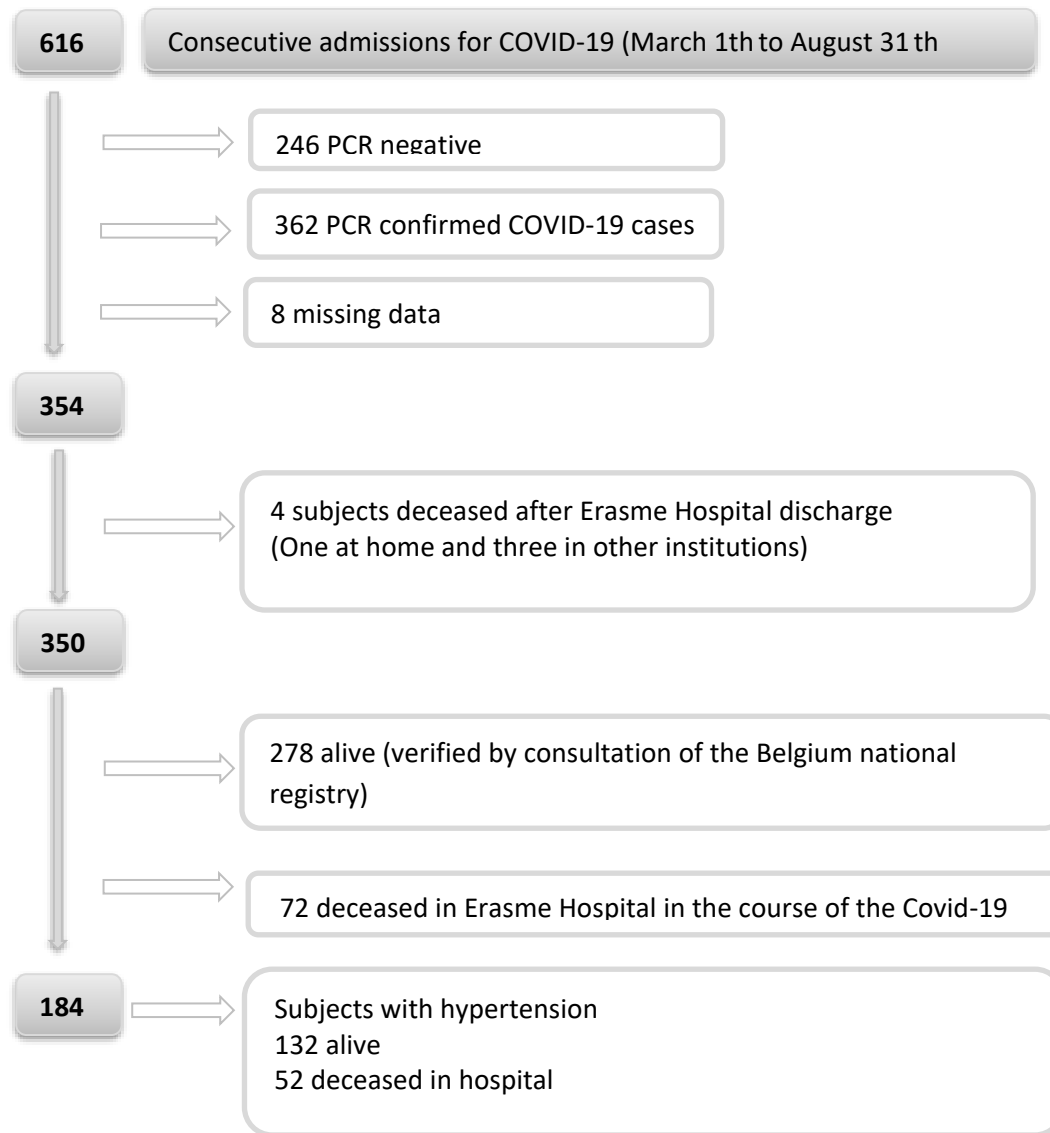 616
Consecutive admissions for COVID-19 (March 1th to August 31 th
246 PCR negative
362 PCR confirmed COVID-19 cases
8 missing data
354
4 subjects deceased after Erasme Hospital discharge
(One at home and three in other institutions)
350
278 alive (verified by consultation of the Belgium national
registry)
72 deceased in Erasme Hospital in the course of the Covid-19
184
Subjects with hypertension
132 alive
52 deceased in hospital